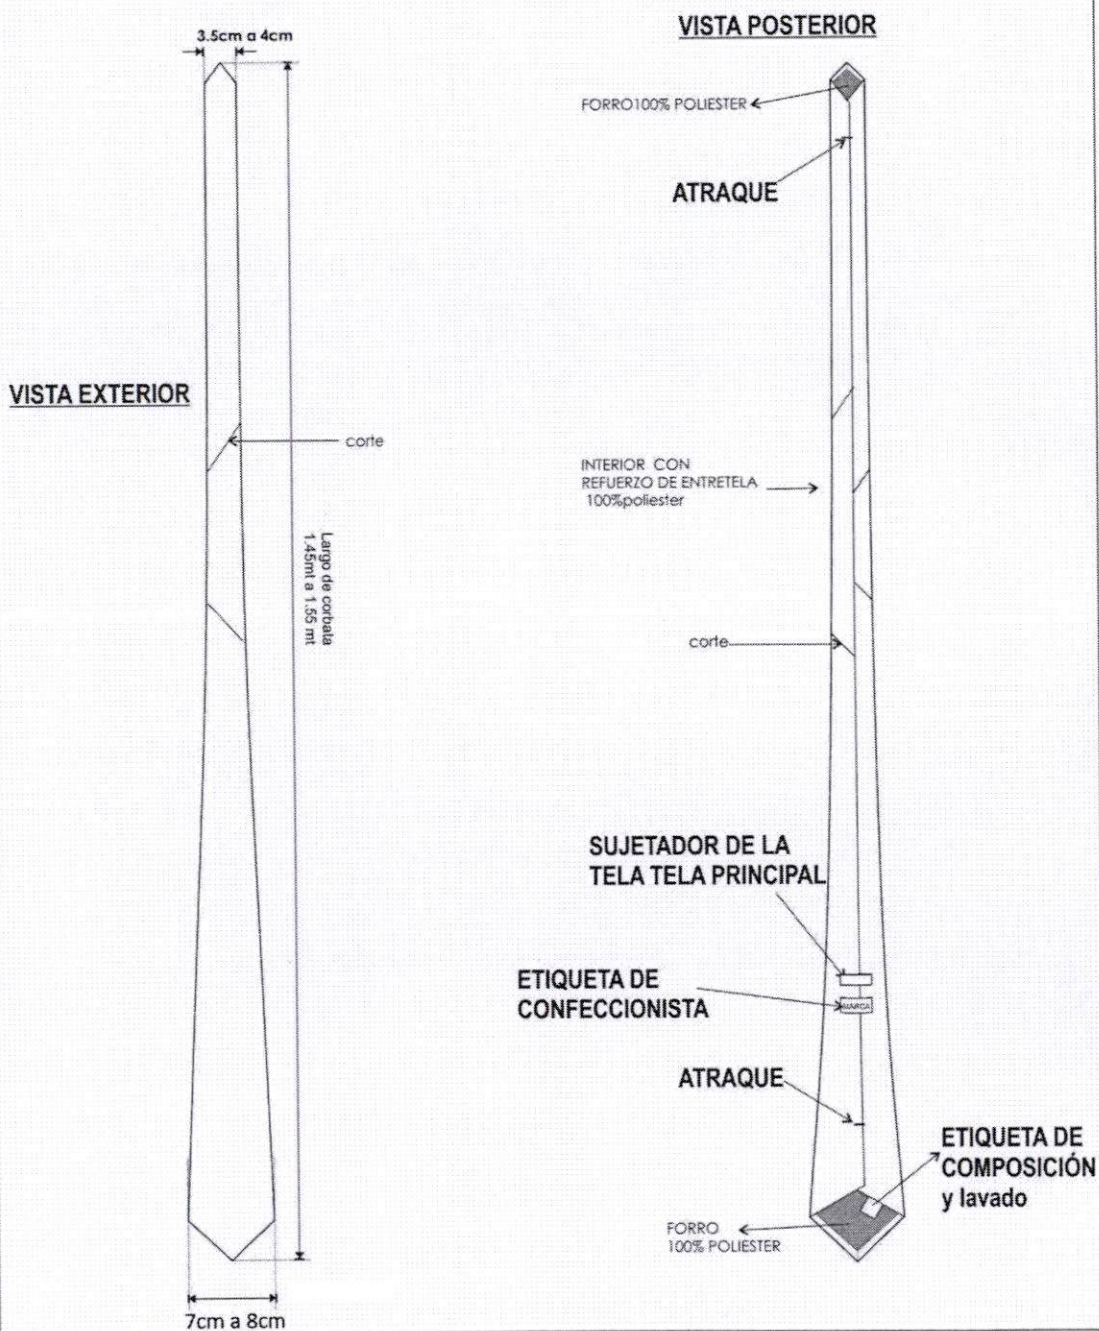 3.5cm a 4cm
VISTA EXTERIOR
corte
Largo de corbata
1.45mt a 1.55 mt
7cm a 8cm
VISTA POSTERIOR
FORRO100% POLIESTER
ATRAQUE
INTERIOR CON
REFUERZO DE ENTRETELA
100%poliester
corte
SUJETADOR DE LA
TELA TELA PRINCIPAL
ETIQUETA DE
CONFECCIONISTA
MARCA
ATRAQUE
ETIQUETA DE
COMPOSICIÓN
y lavado
FORRO
100% POLIESTER